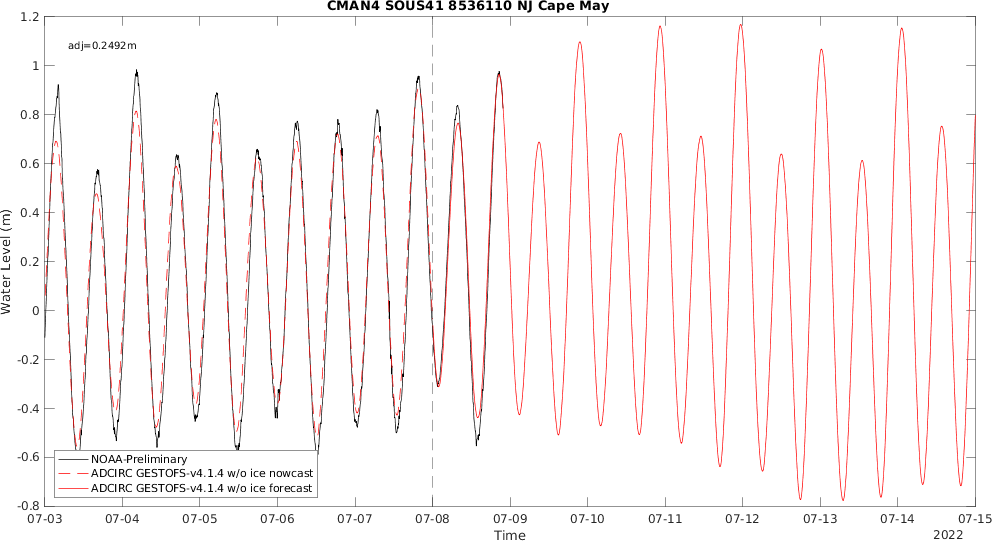 CMAN4 SOUS41 8536110 NJ Cape May
adj=0.2492m
1.2
1
0.8
0.6
0.4
0.2
0
-0.2
-0.4
-0.6
-0.8
Water Level (m)
NOAA-Preliminary
ADCIRC GESTOFS-v4.1.4 w/o ice nowcast
ADCIRC GESTOFS-v4.1.4 w/o ice forecast
07-03 07-04 07-05 07-06 07-07 07-08 07-09 07-10 07-11 07-12 07-13 07-14 07-15
Time
2022